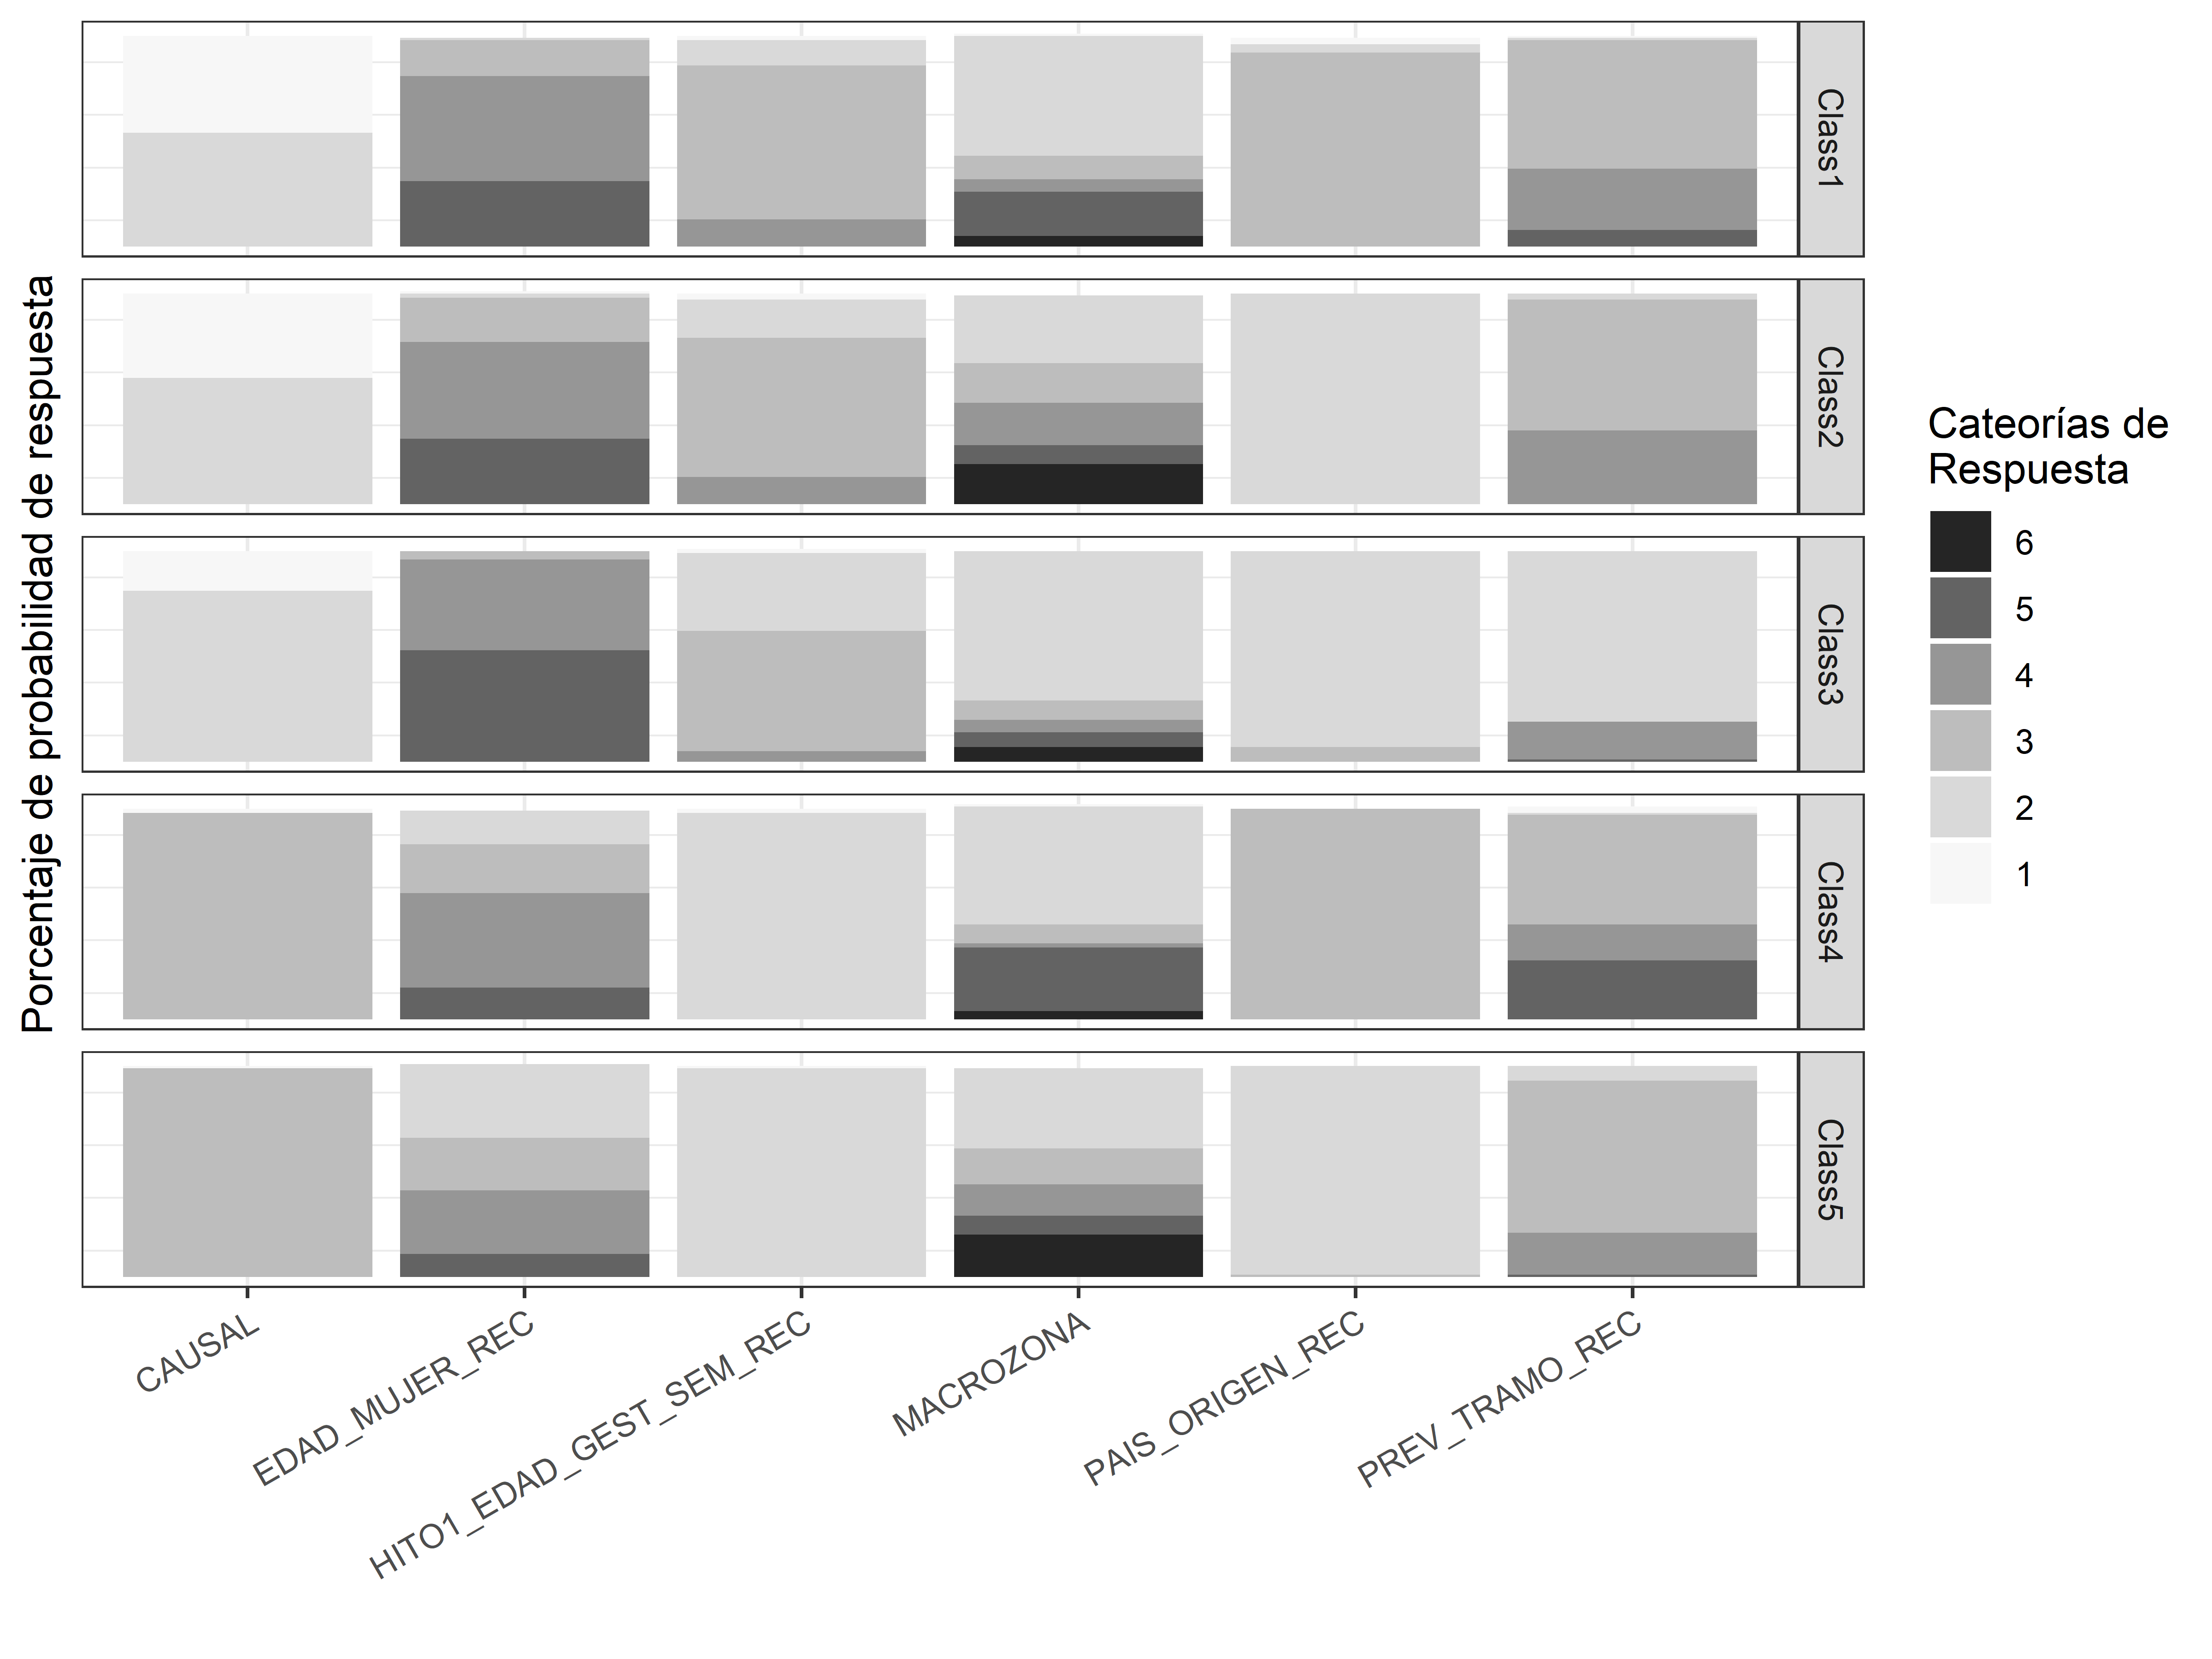 Porcentaje de probabilidad de respuesta
Class1
Class2
Class3
Class4
Class5
CAUSAL
EDAD_MUJER_REC
HITO1_EDAD_GEST_SEM_REC
MACROZONA
PAIS_ORIGEN_REC
PREV_TRAMO_REC
Cateorías de
Respuesta
6
5
4
3
2
1